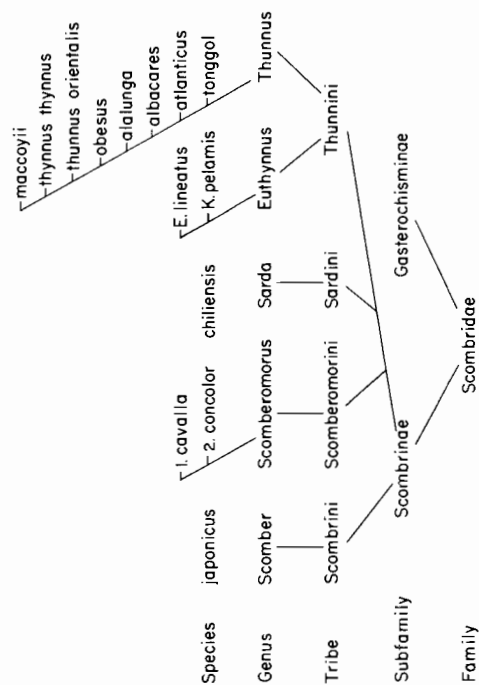 maccoyii
thynnus thynnus
thunnus orientalis
obesus
alalunga
albacares
1. cavalla
E. lineatus
atlanticus
Species japonicus 2. concolor chiliensis K. pelamis tonggol
Genus Scomber Scomberomorus Sarda Euthynnus Thunnus
Tribe Scombrini Scomberomorini Sardini Thunnini
Subfamily Scombrinae Gasterochisminae
Family Scombridae